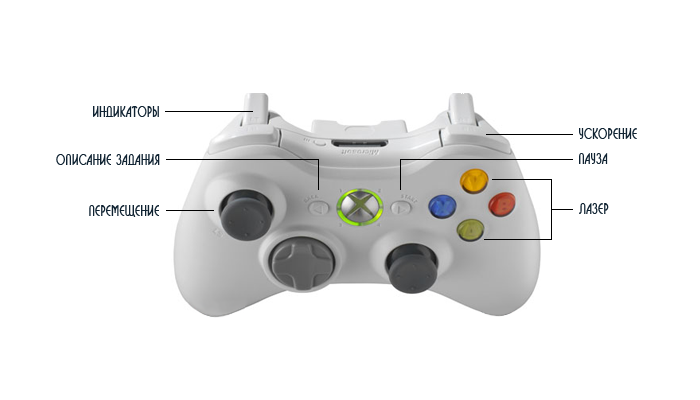 ИНДИКАТОРЫ
УСКОРЕНИЕ
ОПИСАНИЕ ЗАДАНИЯ
ПАУЗА
ПЕРЕМЕЩЕНИЕ
ЛАЗЕР